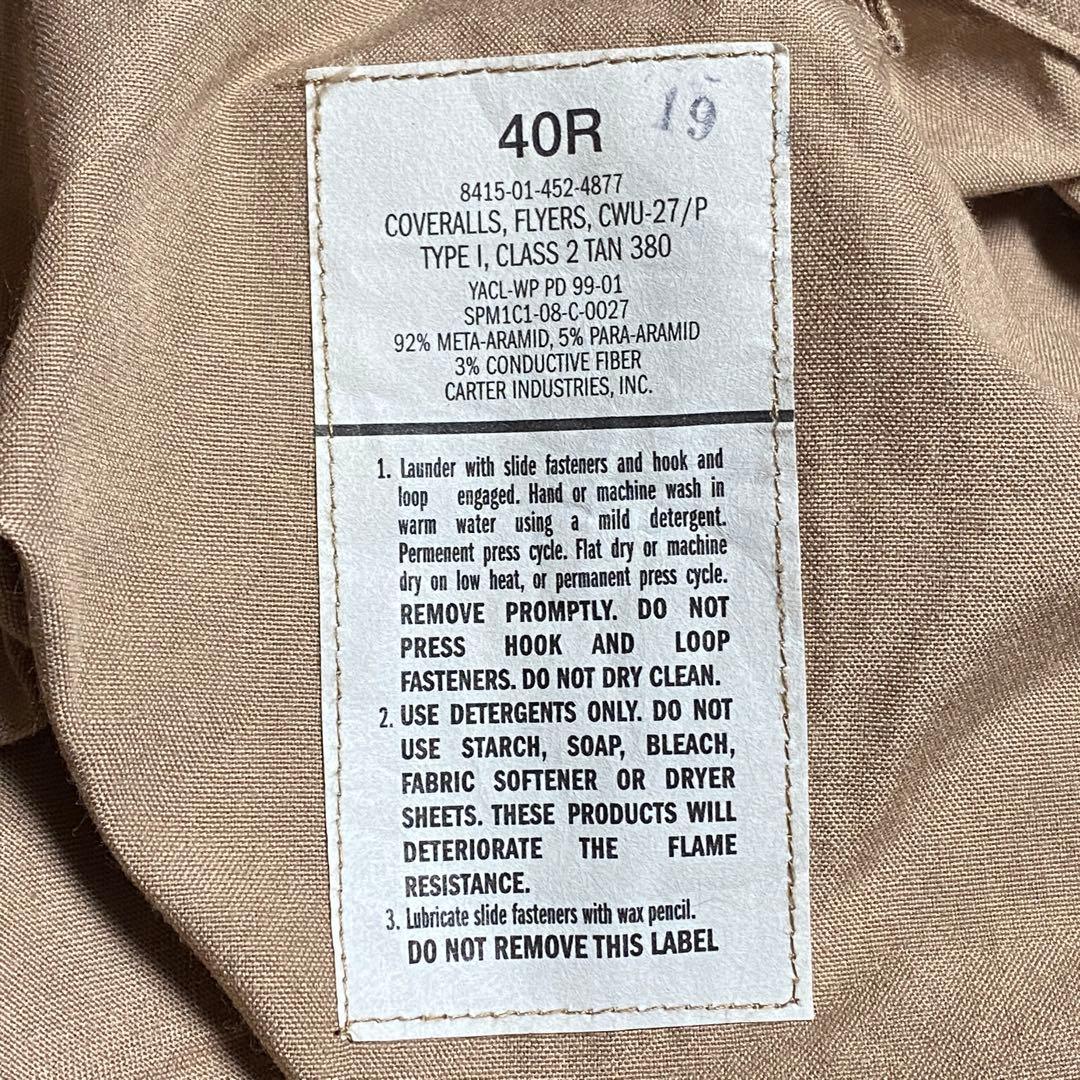 40R
19
8415-01-452-4877
COVERALLS, FLYERS, CWU-27/P
TYPE I, CLASS 2 TAN 380
YACL-WP PD 99-01
SPM1C1-08-C-0027
92% META-ARAMID, 5% PARA-ARAMID
3% CONDUCTIVE FIBER
CARTER INDUSTRIES, INC.
1. Launder with slide fasteners and hook and
loop engaged. Hand or machine wash in
warm water using a mild detergent.
Permenent press cycle. Flat dry or machine
dry on low heat, or permanent press cycle.
REMOVE PROMPTLY. DO NOT
PRESS HOOK AND LOOP
FASTENERS. DO NOT DRY CLEAN.
2. USE DETERGENTS ONLY. DO NOT
USE STARCH, SOAP, BLEACH,
FABRIC SOFTENER OR DRYER
SHEETS. THESE PRODUCTS WILL
DETERIORATE THE FLAME
RESISTANCE.
3. Lubricate slide fasteners with wax pencil.
DO NOT REMOVE THIS LABEL